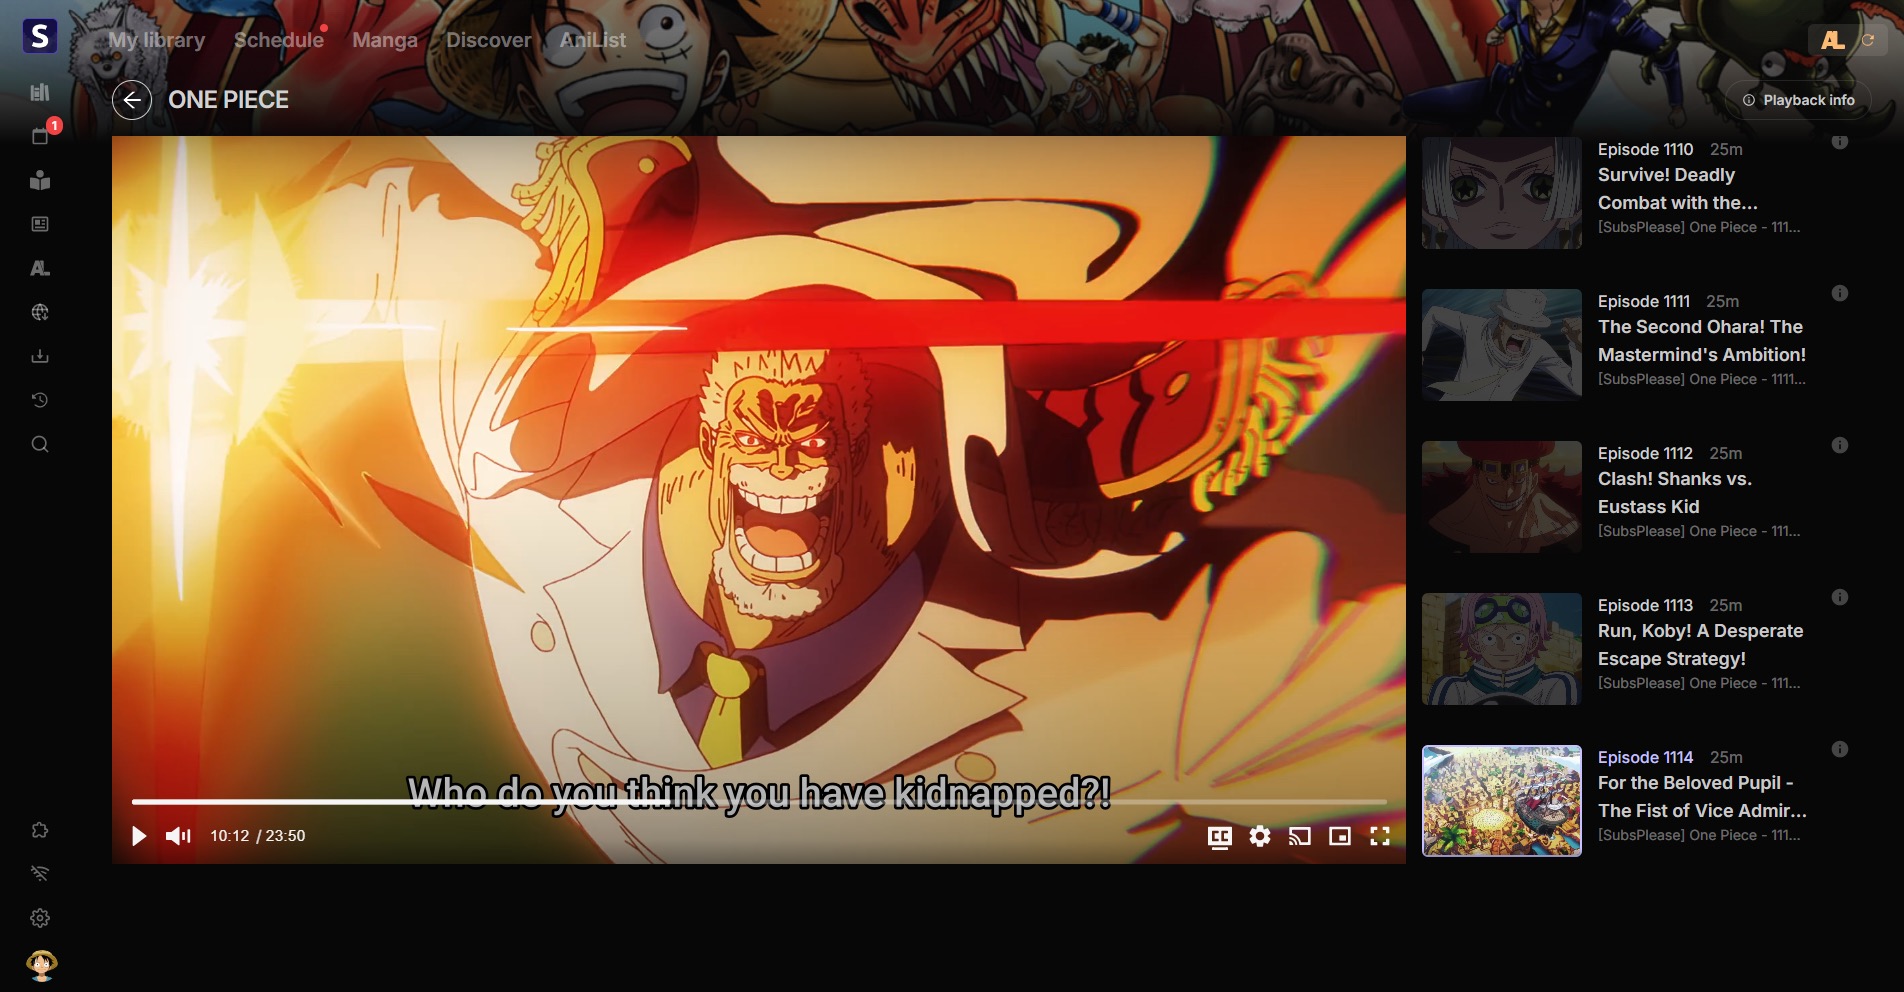 S
My library
Schedule
Manga
Discover
AniList
AL
1
ONE PIECE
Playback info
AL
Episode 1110 25m
Survive! Deadly
Combat with the...
[SubsPlease] One Piece - 111...
Episode 1111 25m
The Second Ohara! The
Mastermind's Ambition!
[SubsPlease] One Piece - 1111...
Episode 1112 25m
Clash! Shanks vs.
Eustass Kid
[SubsPlease] One Piece - 111...
Episode 1113 25m
Run, Koby! A Desperate
Escape Strategy!
[SubsPlease] One Piece - 111...
Episode 1114 25m
For the Beloved Pupil -
The Fist of Vice Admir...
[SubsPlease] One Piece - 111...
Who do you think you have kidnapped?!
10:12 / 23:50
CC